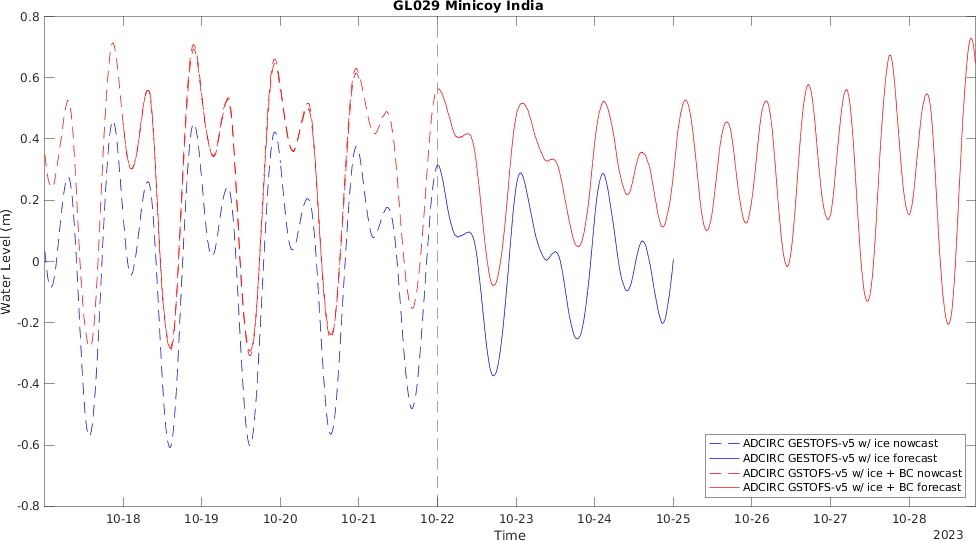 GL029 Minicoy India
0.8
0.6
0.4
0.2
0
-0.2
-0.4
-0.6
-0.8
Water Level (m)
ADCIRC GESTOFS-v5 w/ ice nowcast
ADCIRC GESTOFS-v5 w/ ice forecast
ADCIRC GSTOFS-v5 w/ ice + BC nowcast
ADCIRC GSTOFS-v5 w/ ice + BC forecast
10-18 10-19 10-20 10-21 10-22 10-23 10-24 10-25 10-26 10-27 10-28
Time
2023